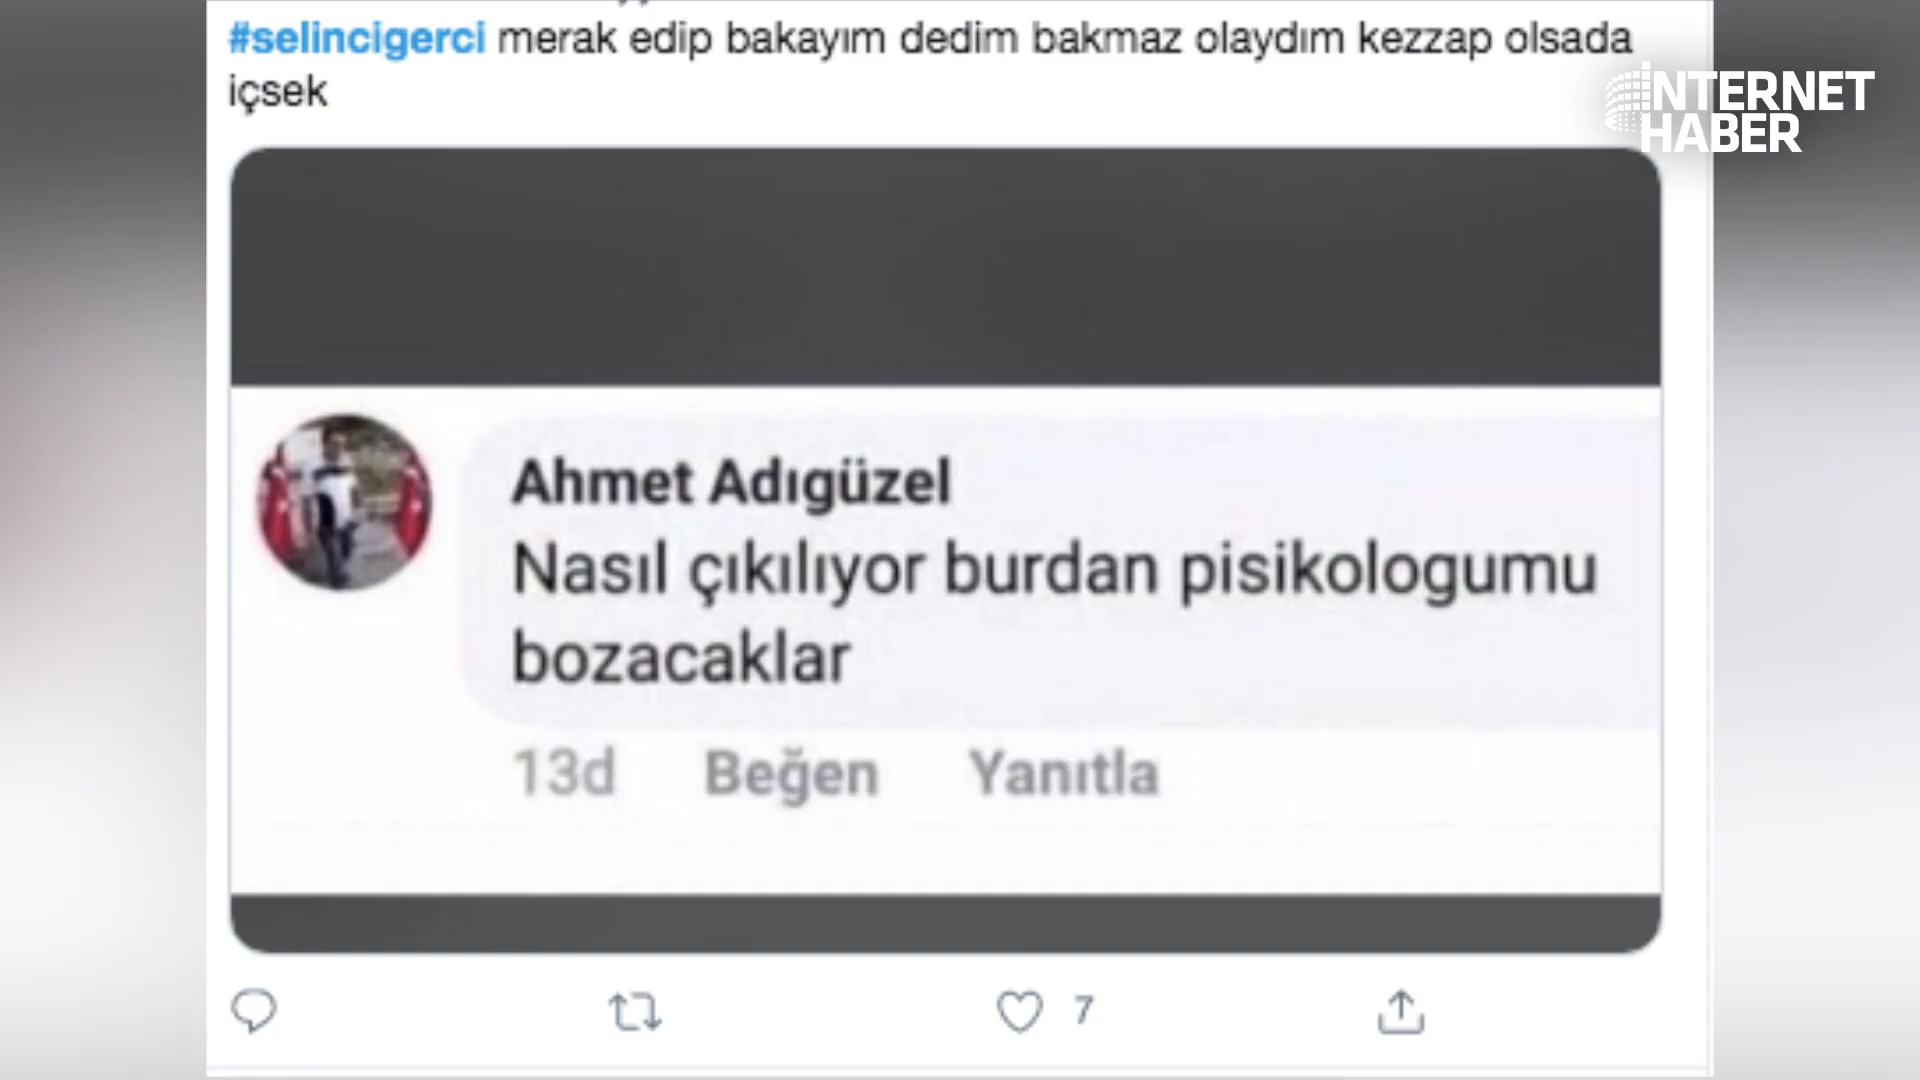 #selincigerci merak edip bakayım dedim bakmaz olaydım kezzap olsada
içsek
İNTERNET
HABER
Ahmet Adıgüzel
Nasıl çıkılıyor burdan pisikologumu
bozacaklar
13d Beğen Yanıtla
7